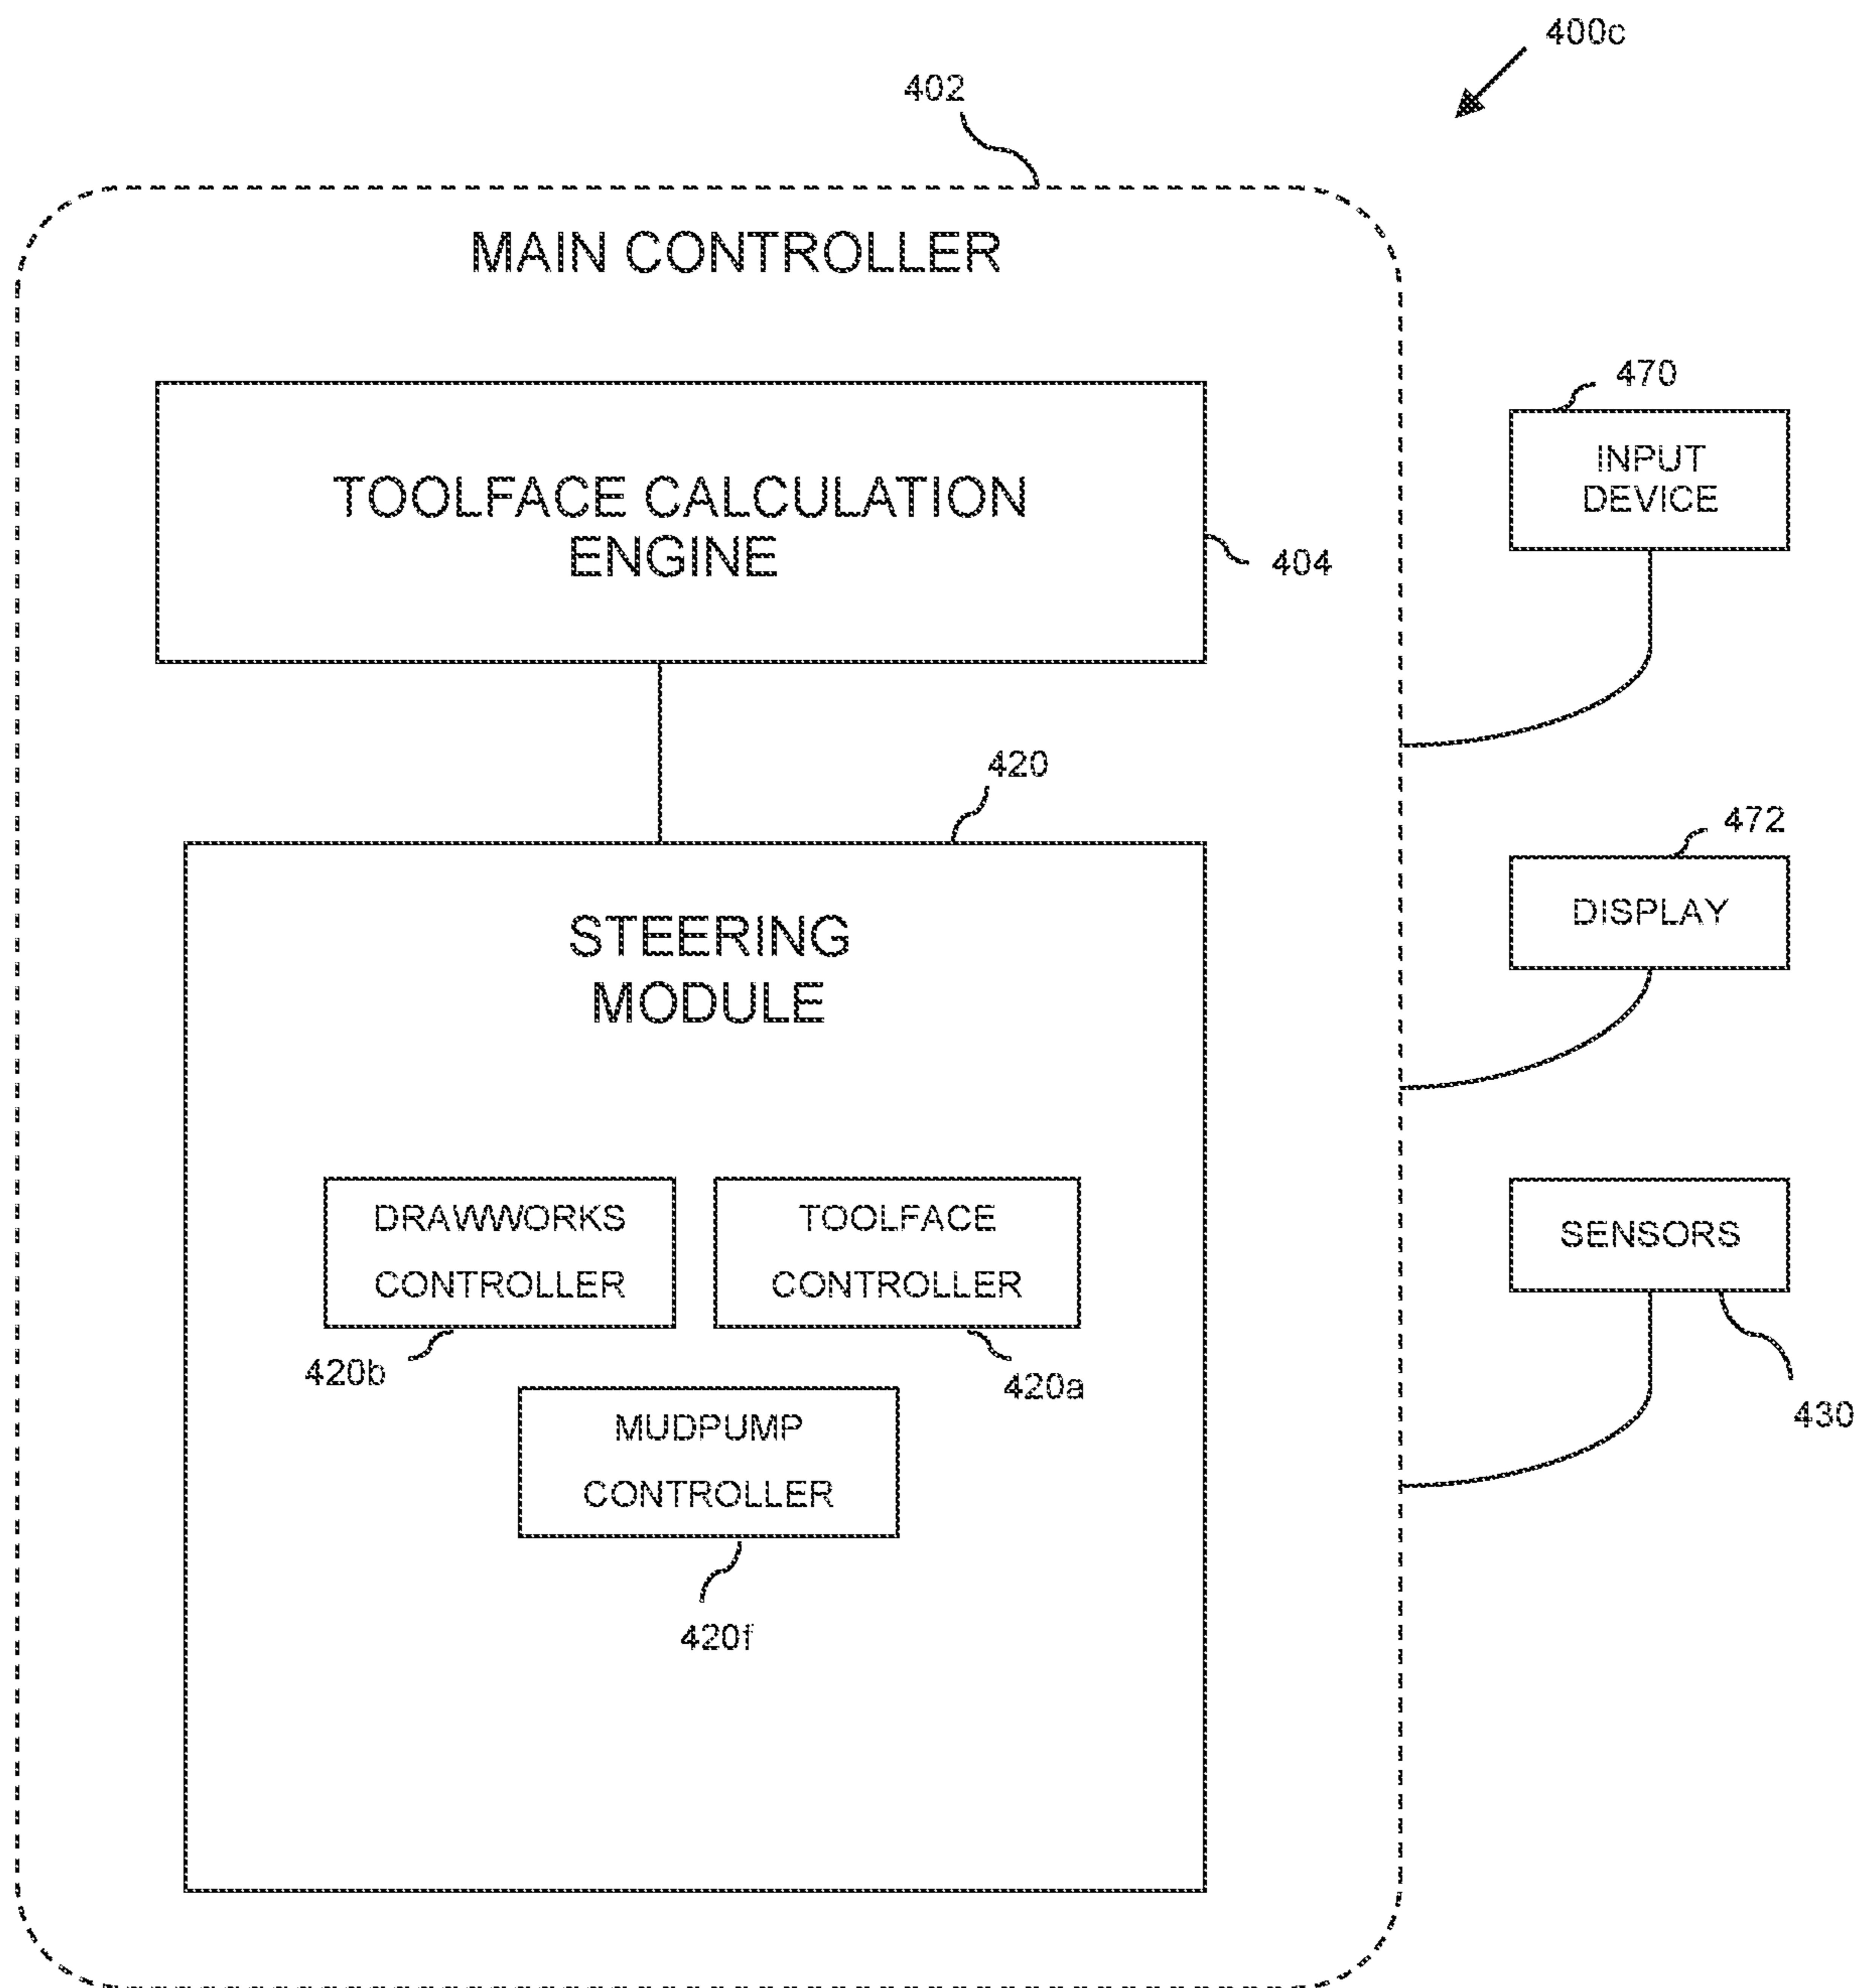 400c
402
MAIN CONTROLLER
470
INPUT
DEVICE
TOOLFACE CALCULATION
ENGINE
404
420
472
DISPLAY
STEERING
MODULE
DRAWWORKS
CONTROLLER
TOOLFACE
CONTROLLER
SENSORS
420b
420a
430
MUDPUMP
CONTROLLER
420f